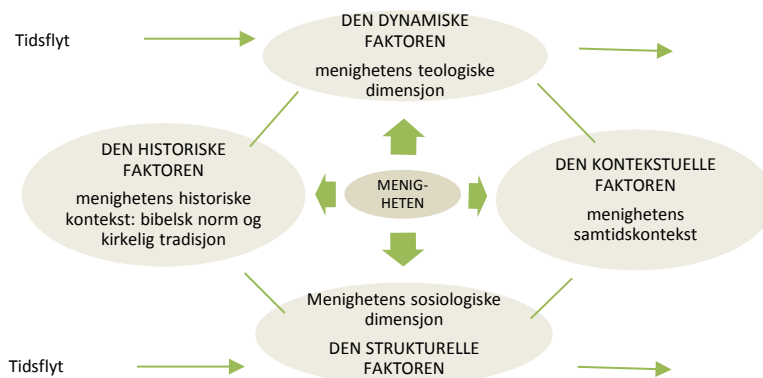 DEN DYNAMISKE
FAKTOREN
menighetens teologiske
dimensjon
Tidsflyt
DEN HISTORISKE
FAKTOREN
menighetens historiske
kontekst: bibelsk norm og
kirkelig tradisjon
MENIG-
HETEN
DEN KONTEKSTUELLE
FAKTOREN
menighetens
samtidskontekst
Menighetens sosiologiske
dimensjon
DEN STRUKTURELLE
FAKTOREN
Tidsflyt